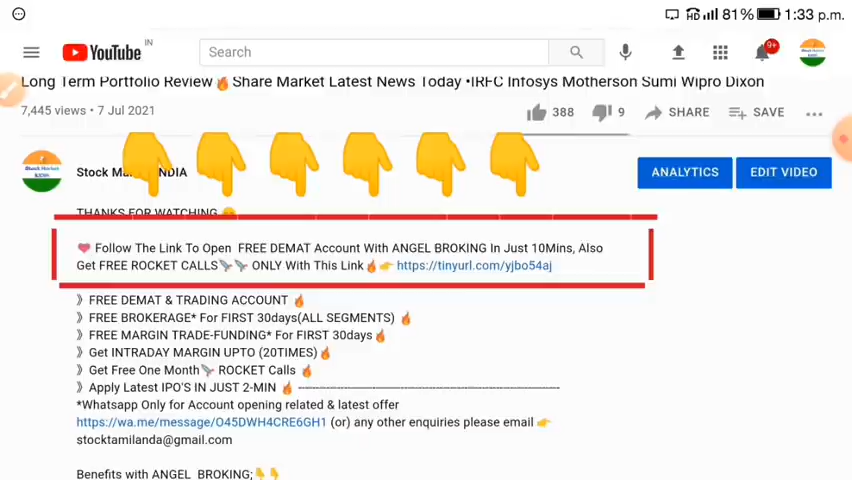 HD 81% 1:33 p.m.
YouTube IN
Search
9+
Long Term Portfolio Review🔥Share Market Latest News Today •IRFC Infosys Motherson Sumi Wipro Dixon
7,445 views • 7 Jul 2021
388 9 SHARE SAVE
Stock Ma INDIA
ANALYTICS EDIT VIDEO
THANKS FOR WATCHING
Follow The Link To Open FREE DEMAT Account With ANGEL BROKING In Just 10Mins, Also
Get FREE ROCKET CALLS🚀🚀 ONLY With This Link🔥👉 https://tinyurl.com/yjbo54aj
》FREE DEMAT & TRADING ACCOUNT 🔥
》FREE BROKERAGE* For FIRST 30days(ALL SEGMENTS) 🔥
》FREE MARGIN TRADE-FUNDING* For FIRST 30days🔥
》Get INTRADAY MARGIN UPTO (20TIMES)🔥
》Get Free One Month🚀 ROCKET Calls 🔥
》Apply Latest IPO'S IN JUST 2-MIN 🔥 ------------------------------------------------------------
*Whatsapp Only for Account opening related & latest offer
https://wa.me/message/O45DWH4CRE6GH1 (or) any other enquiries please email 👉
stocktamilanda@gmail.com
Benefits with ANGEL BROKING;👇👇